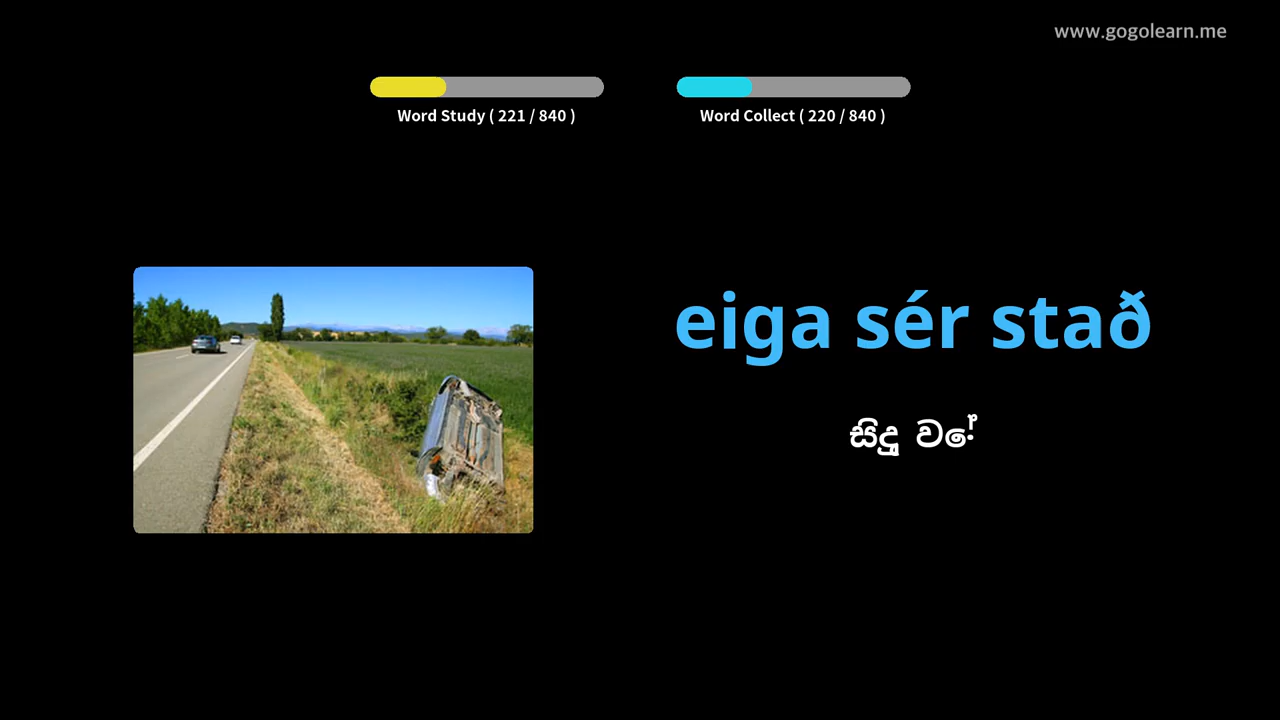 www.gogolearn.me
Word Study ( 221 / 840 )
Word Collect ( 220 / 840 )
eiga sér stað
සිදු වේ